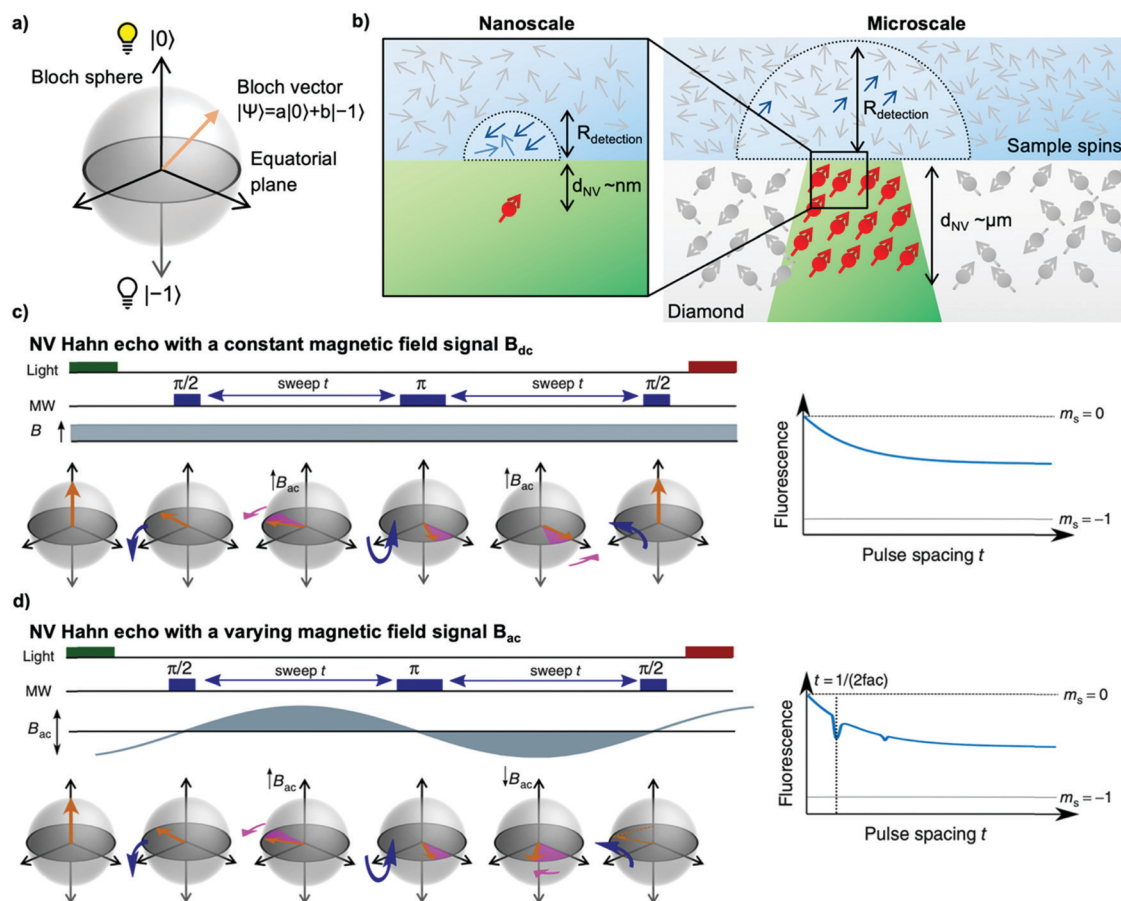 a)
|0⟩
Bloch sphere
Bloch vector
|Ψ⟩=a|0⟩+b|−1⟩
Equatorial
plane
|−1⟩
b)
Nanoscale
Microscale
R_detection
d_NV ~nm
R_detection
Sample spins
d_NV ~μm
Diamond
c)
NV Hahn echo with a constant magnetic field signal B_dc
Light
π/2
sweep t
π
sweep t
π/2
MW
B
B_ac
B_ac
Fluorescence
m_s = 0
m_s = −1
Pulse spacing t
d)
NV Hahn echo with a varying magnetic field signal B_ac
Light
π/2
sweep t
π
sweep t
π/2
MW
B_ac
B_ac
B_ac
Fluorescence
t = 1/(2fac)
m_s = 0
m_s = −1
Pulse spacing t